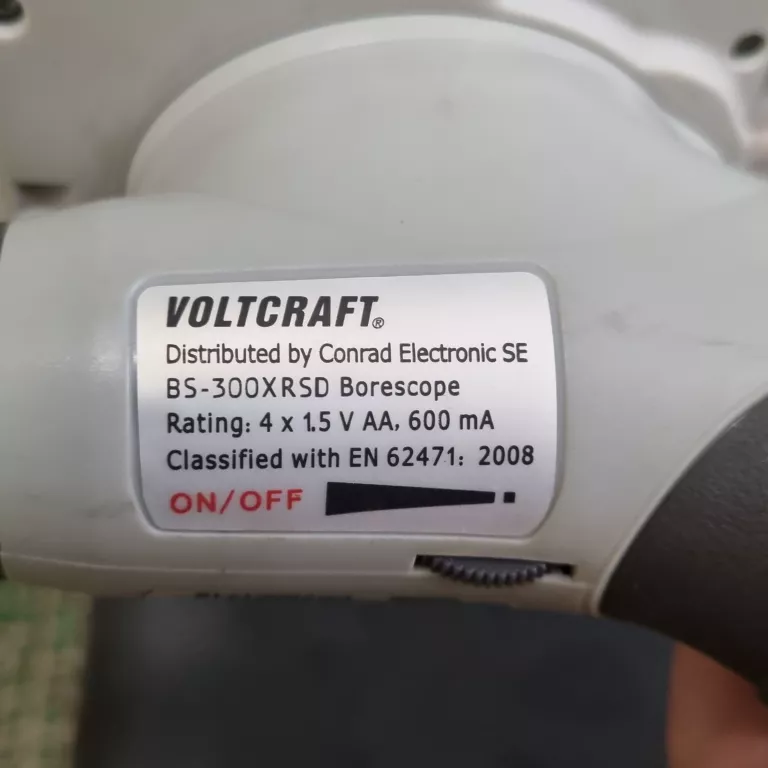 VOLTCRAFT®
Distributed by Conrad Electronic SE
BS-300XRSD Borescope
Rating: 4 x 1.5 V AA, 600 mA
Classified with EN 62471: 2008
ON/OFF